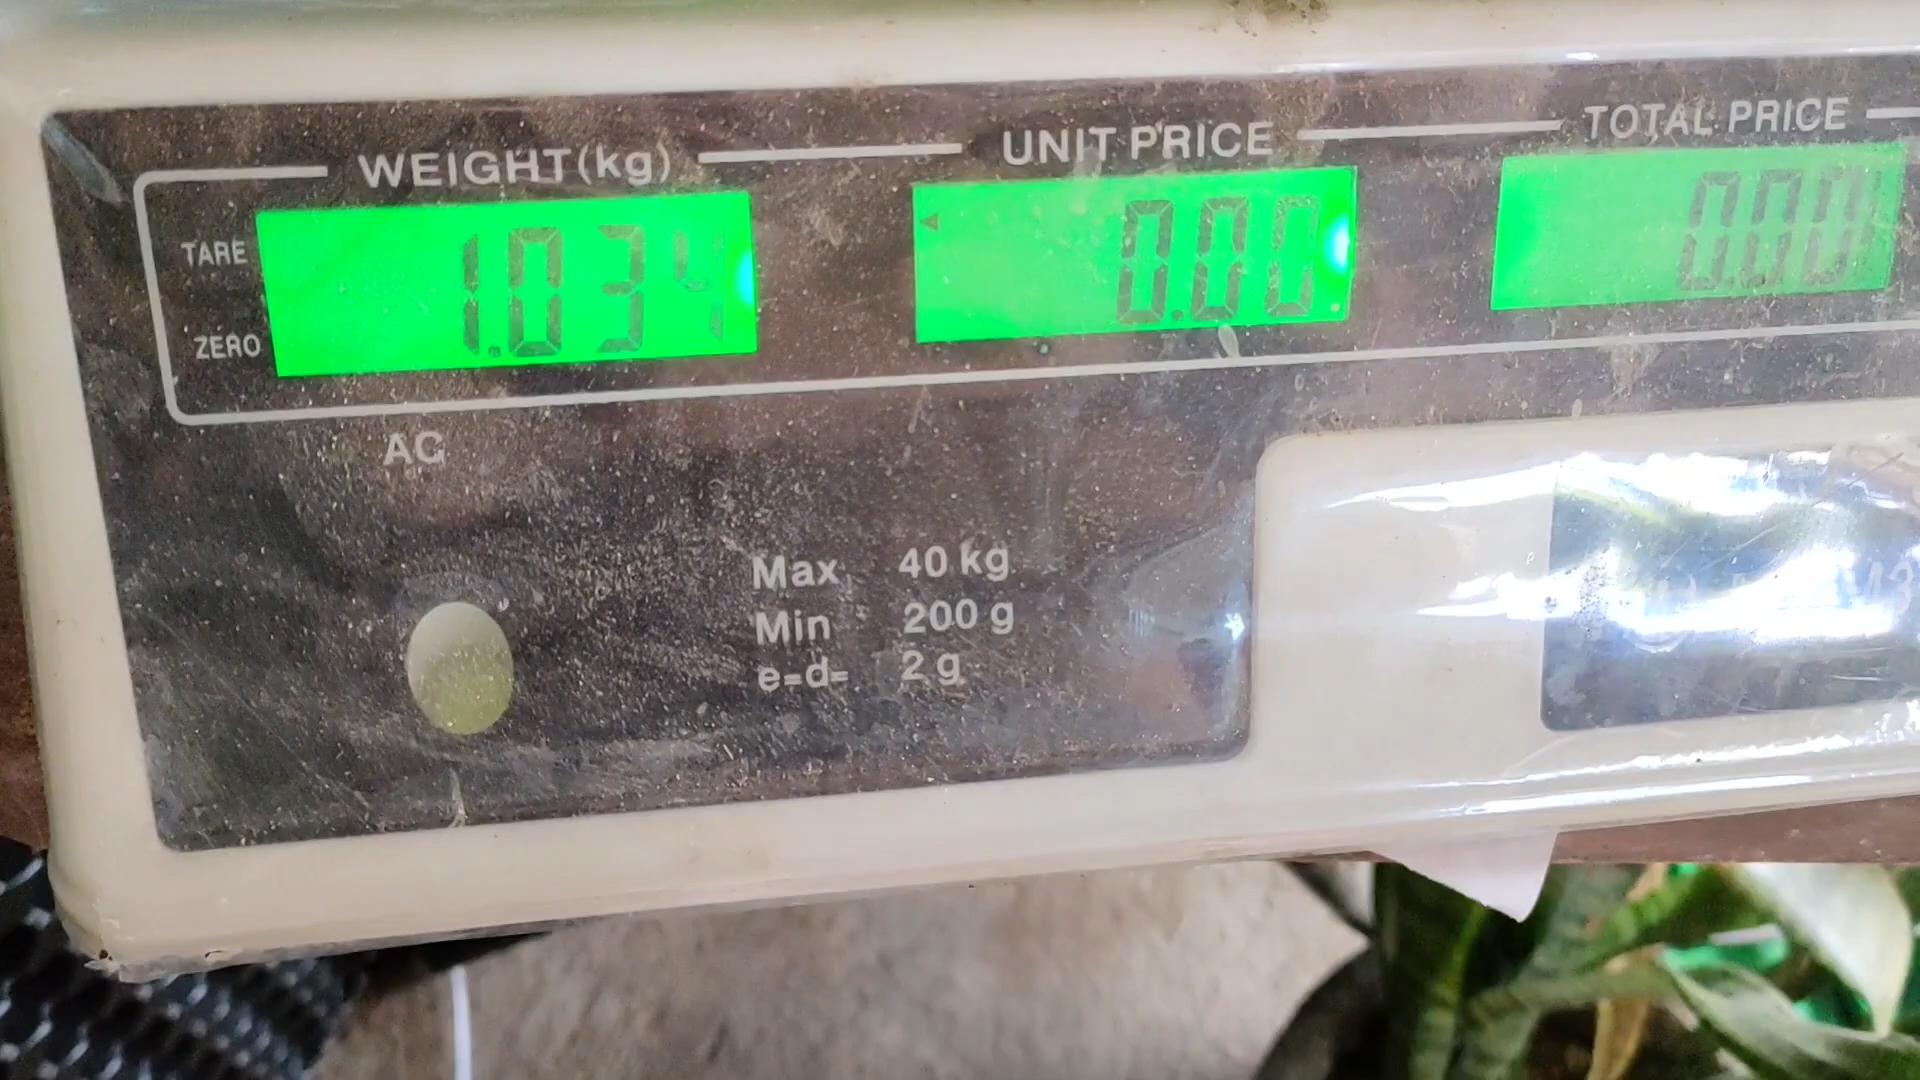 WEIGHT(kg) UNIT PRICE TOTAL PRICE
TARE
ZERO
1.034 0.00 0.00
AC
Max 40 kg
Min 200 g
e=d= 2 g